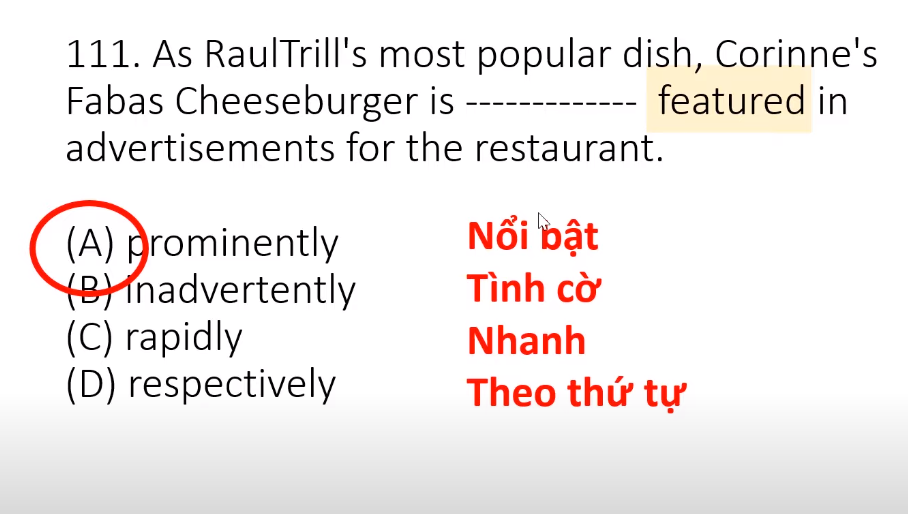 111. As RaulTrill's most popular dish, Corinne's
Fabas Cheeseburger is ------------- featured in
advertisements for the restaurant.
(A) prominently
(B) inadvertently
(C) rapidly
(D) respectively
Nổi bật
Tình cờ
Nhanh
Theo thứ tự